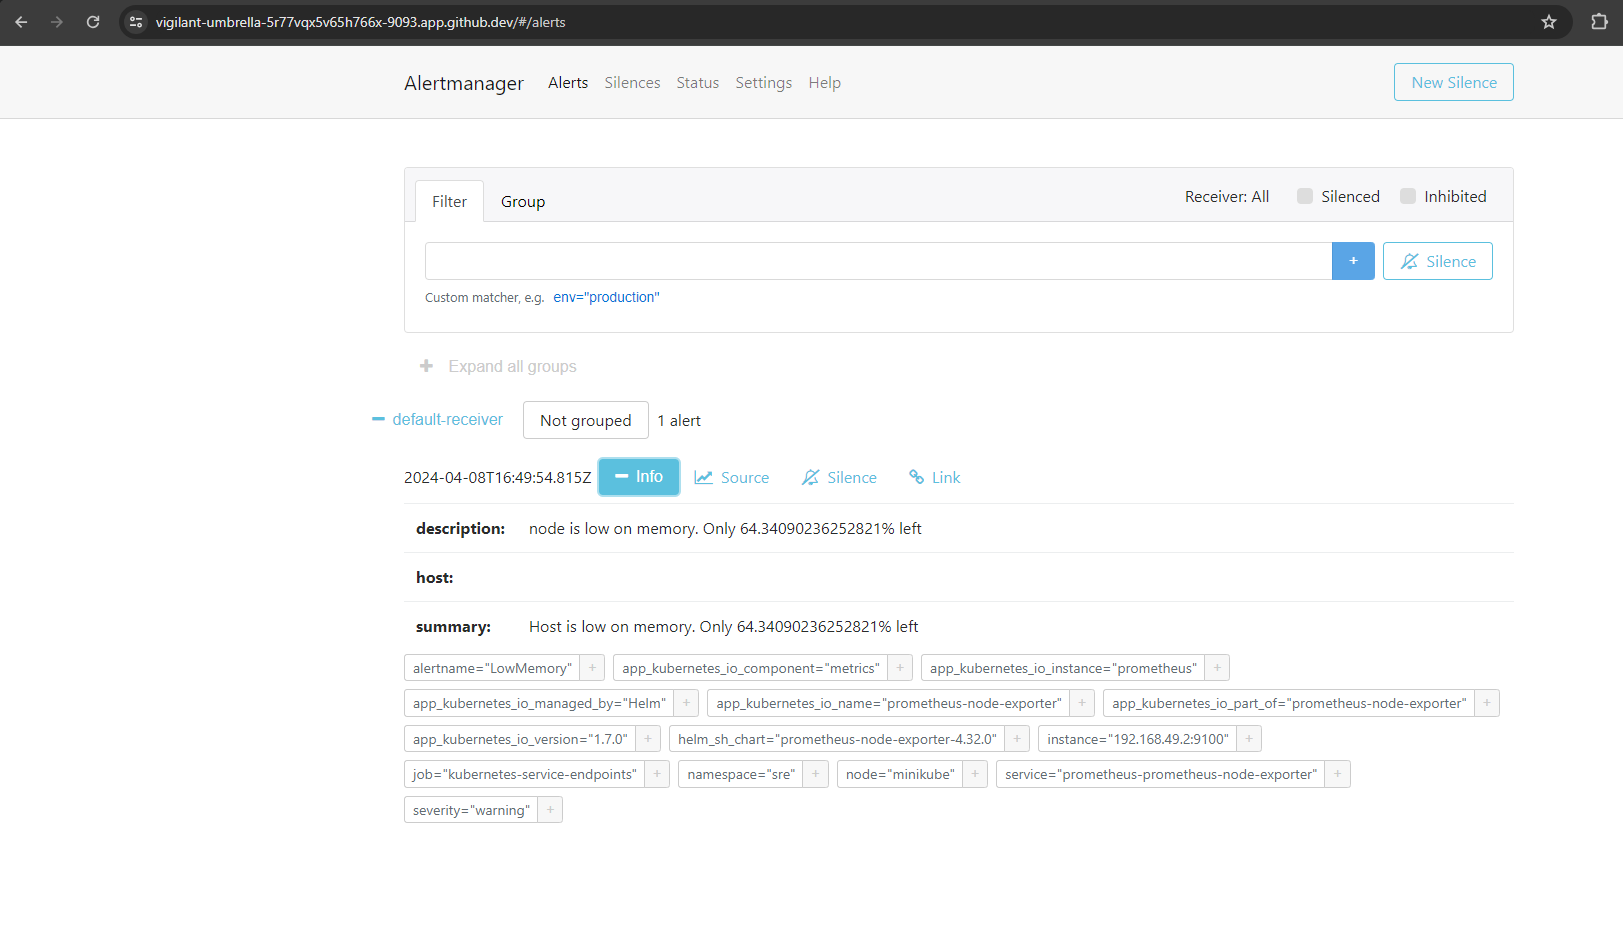 vigilant-umbrella-5r77vqx5v65h766x-9093.app.github.dev/#/alerts
Alertmanager Alerts Silences Status Settings Help New Silence
Filter Group Receiver: All Silenced Inhibited
+ Silence
Custom matcher, e.g. env="production"
+ Expand all groups
− default-receiver Not grouped 1 alert
2024-04-08T16:49:54.815Z − Info Source Silence Link
description: node is low on memory. Only 64.34090236252821% left
host:
summary: Host is low on memory. Only 64.34090236252821% left
alertname="LowMemory" + app_kubernetes_io_component="metrics" + app_kubernetes_io_instance="prometheus" +
app_kubernetes_io_managed_by="Helm" + app_kubernetes_io_name="prometheus-node-exporter" + app_kubernetes_io_part_of="prometheus-node-exporter" +
app_kubernetes_io_version="1.7.0" + helm_sh_chart="prometheus-node-exporter-4.32.0" + instance="192.168.49.2:9100" +
job="kubernetes-service-endpoints" + namespace="sre" + node="minikube" + service="prometheus-prometheus-node-exporter" +
severity="warning" +